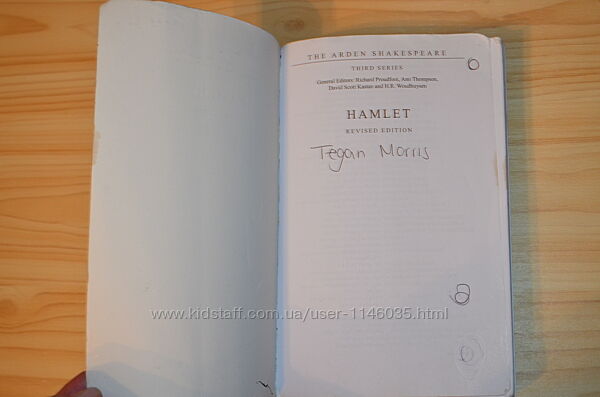 THE ARDEN SHAKESPEARE
THIRD SERIES
General Editors: Richard Proudfoot, Ann Thompson,
David Scott Kastan and H.R. Woudhuysen
HAMLET
REVISED EDITION
Tegan Morris
www.kidstaff.com.ua/user-1146035.html